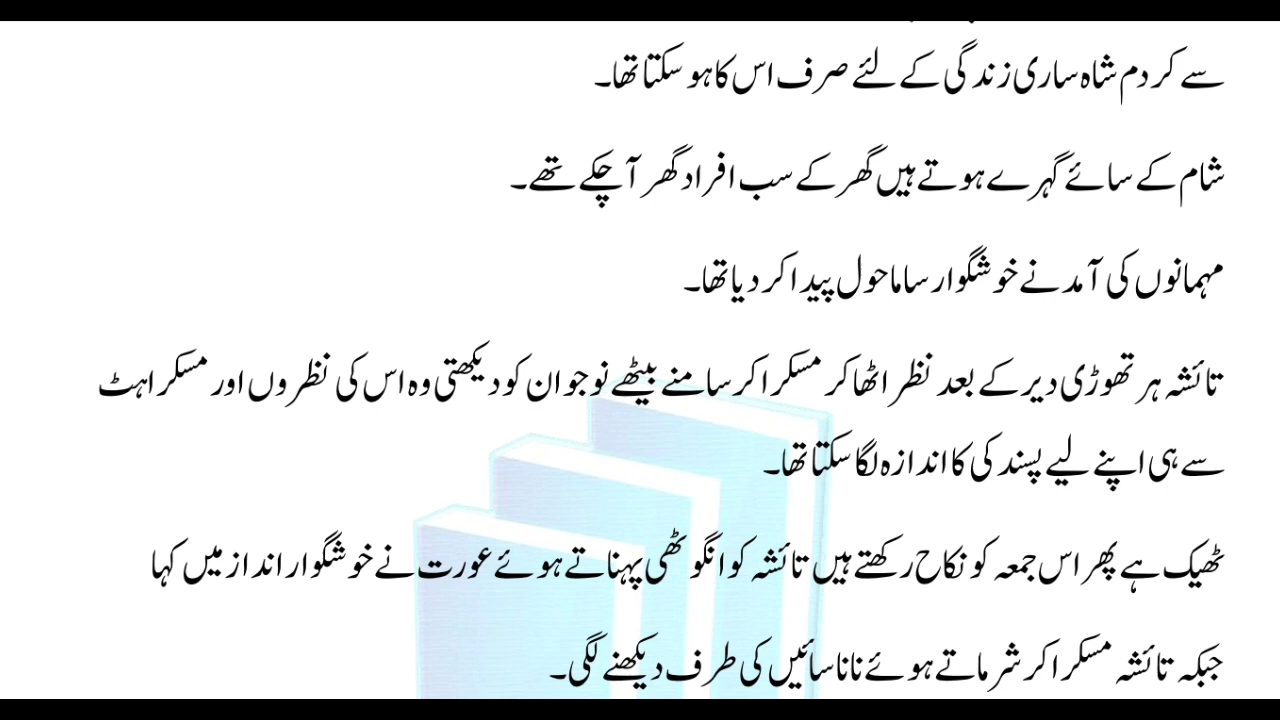 سے کردم شاہ ساری زندگی کے لئے صرف اس کا ہو سکتا تھا۔
شام کے سائے گہرے ہوتے ہیں گھر کے سب افراد گھر آ چکے تھے۔
مہمانوں کی آمد نے خوشگوار سا ماحول پیدا کر دیا تھا۔
تائشہ ہر تھوڑی دیر کے بعد نظر اٹھا کر مسکرا کر سامنے بیٹھے نوجوان کو دیکھتی وہ اس کی نظروں اور مسکراہٹ
سے ہی اپنے لیے پسندکی کا اندازہ لگا سکتا تھا۔
ٹھیک ہے پھر اس جمعہ کو نکاح رکھتے ہیں تائشہ کو انگوٹھی پہناتے ہوئے عورت نے خوشگوار انداز میں کہا
جبکہ تائشہ مسکرا کر شرماتے ہوئے نانا سائیں کی طرف دیکھنے لگی۔